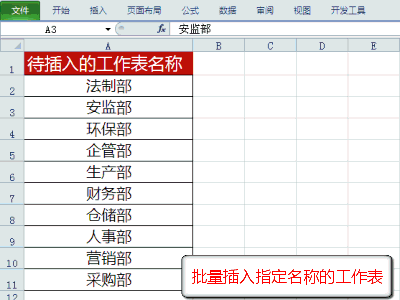 文件 开始 插入 页面布局 公式 数据 审阅 视图 开发工具
A3 fx 安监部
A B C D E
1 待插入的工作表名称
2 法制部
3 安监部
4 环保部
5 企管部
6 生产部
7 财务部
8 仓储部
9 人事部
10 营销部
11 采购部
12
批量插入指定名称的工作表